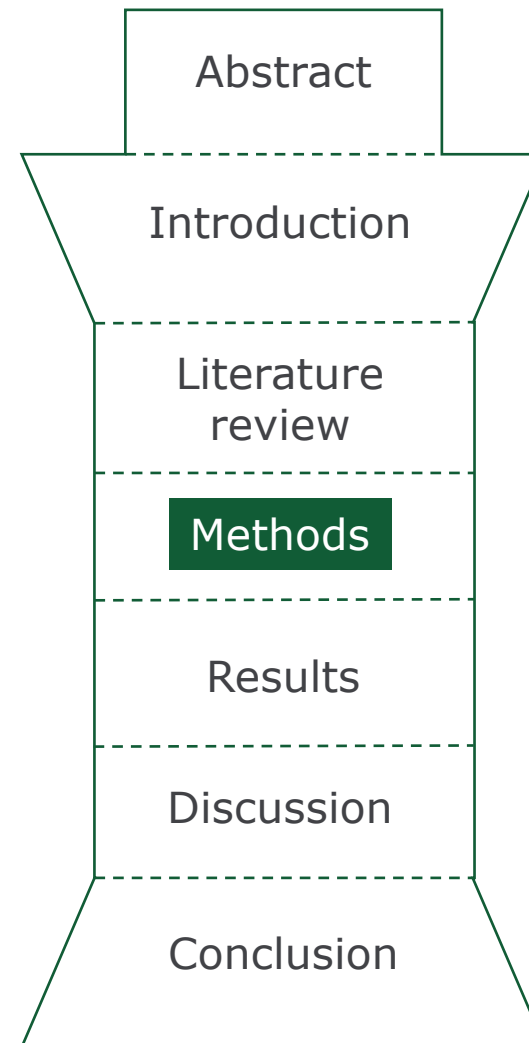 Abstract
Introduction
Literature
review
Methods
Results
Discussion
Conclusion